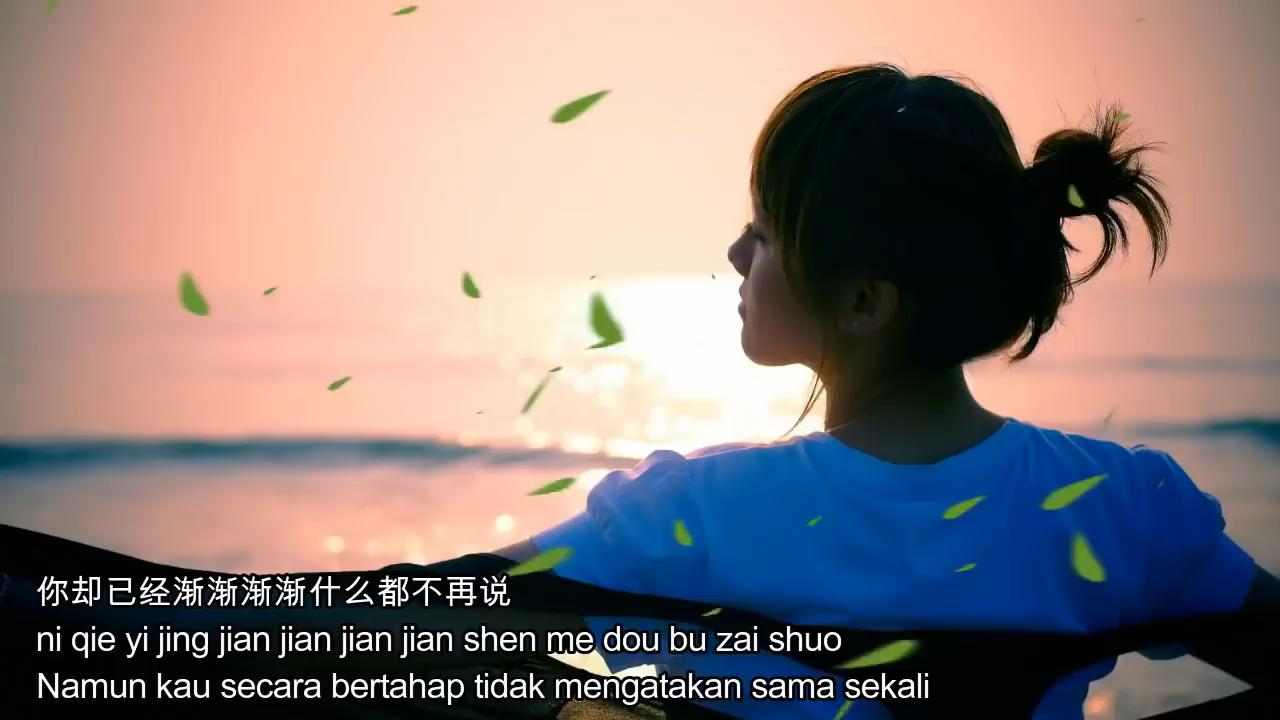 你却已经渐渐渐渐什么都不再说
ni qie yi jing jian jian jian jian shen me dou bu zai shuo
Namun kau secara bertahap tidak mengatakan sama sekali